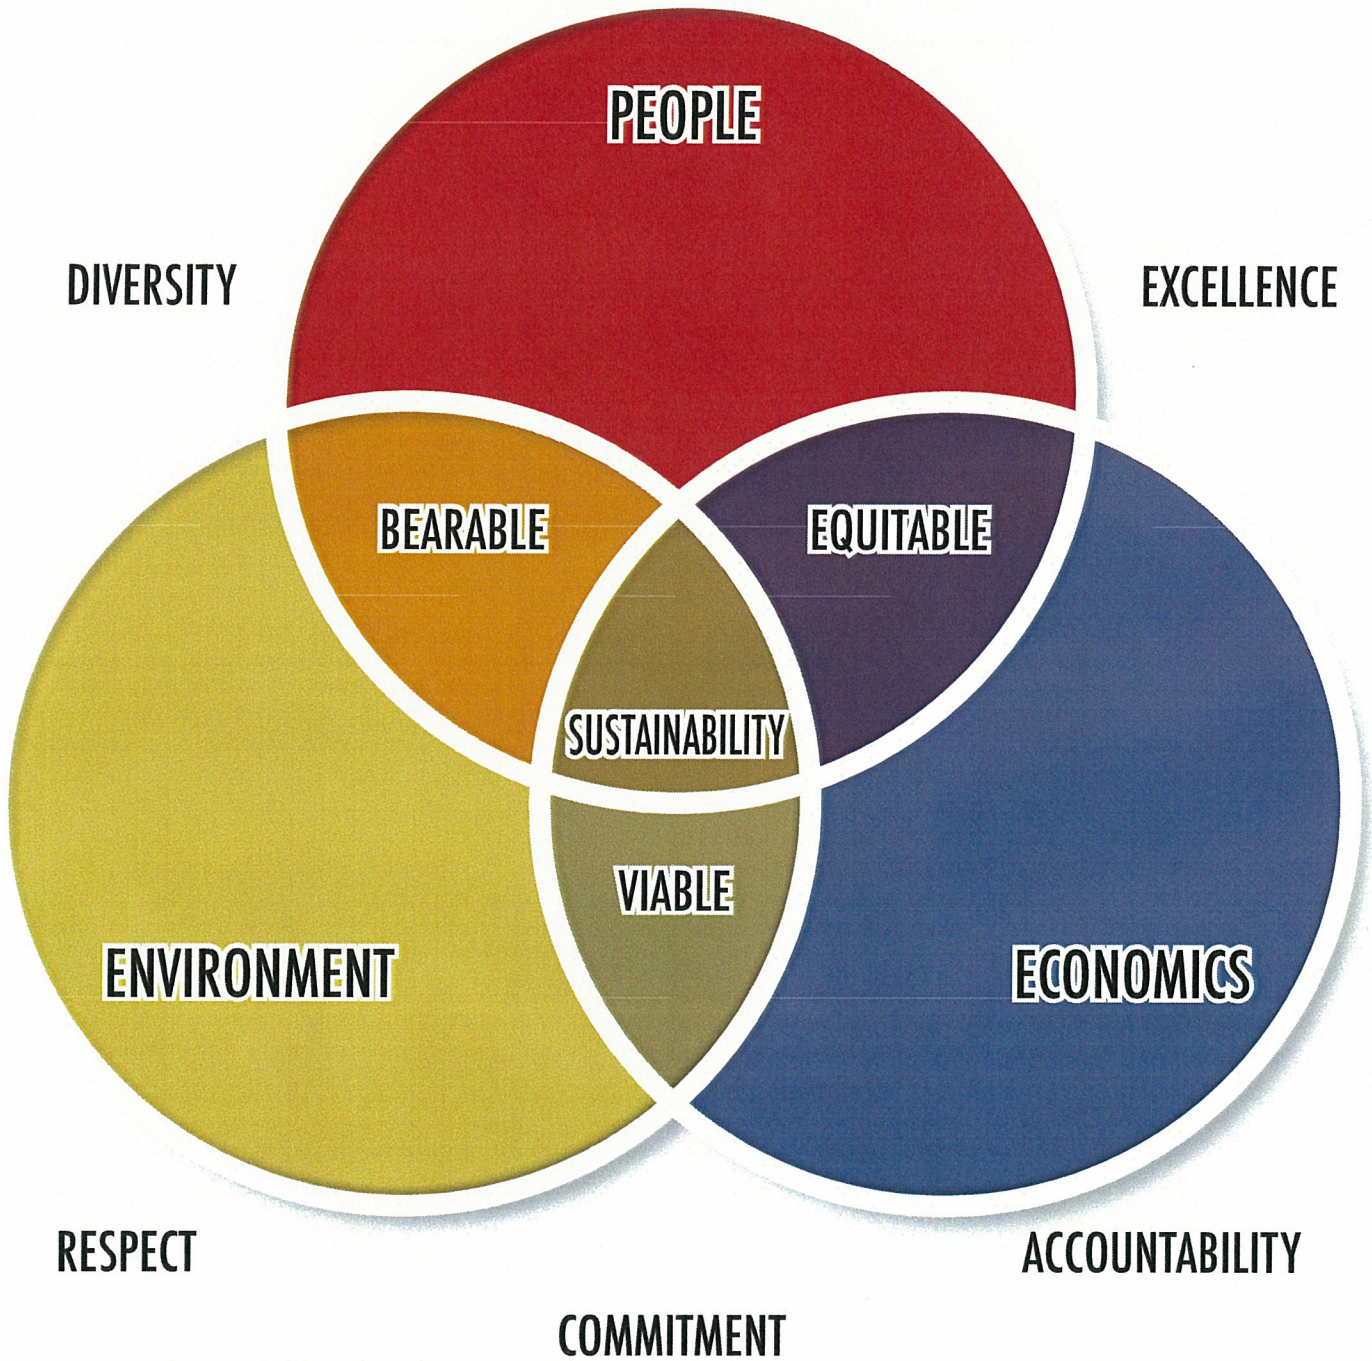 PEOPLE
DIVERSITY
EXCELLENCE
BEARABLE
EQUITABLE
SUSTAINABILITY
VIABLE
ENVIRONMENT
ECONOMICS
RESPECT
ACCOUNTABILITY
COMMITMENT